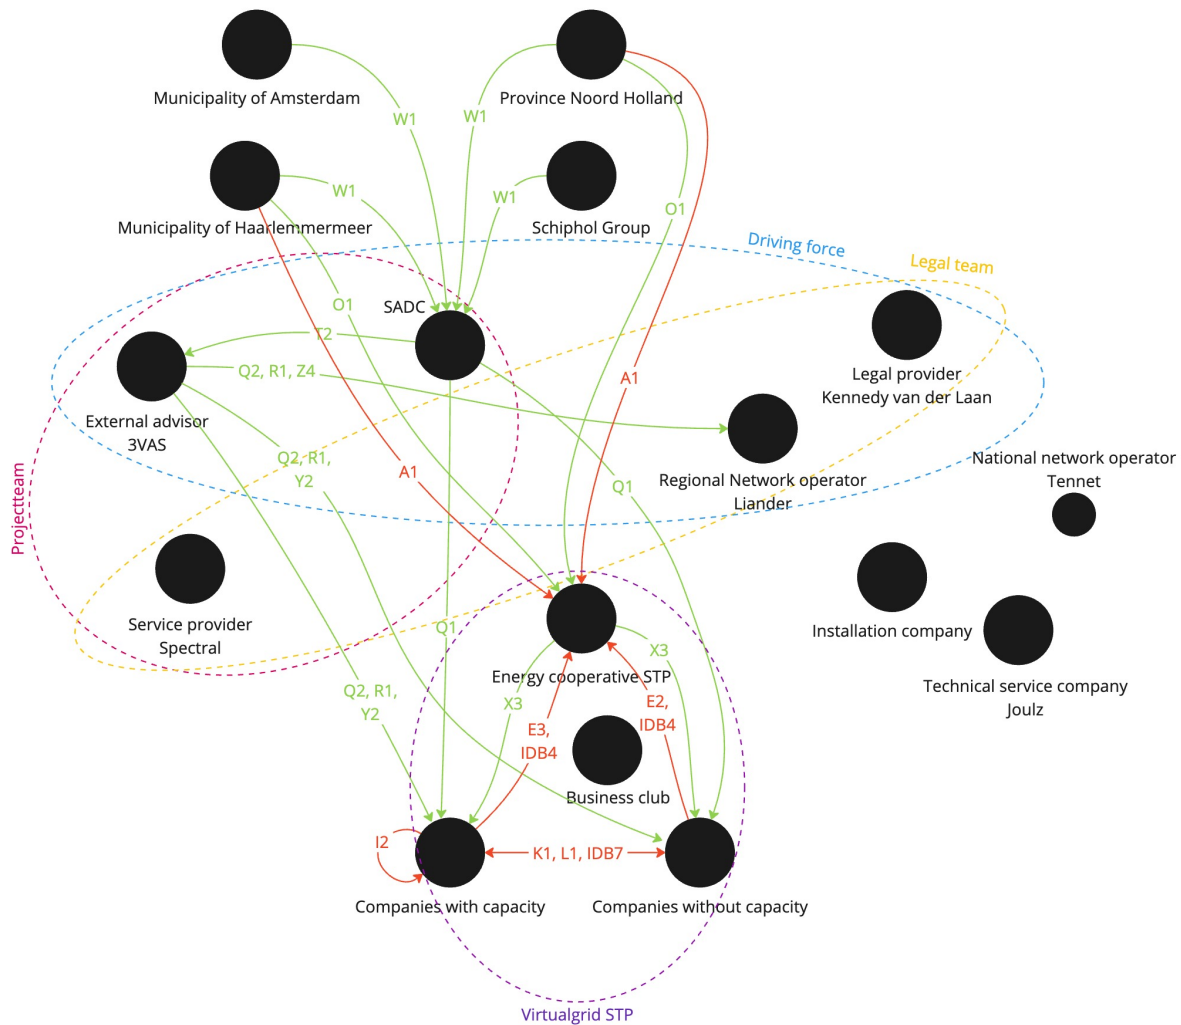 Municipality of Amsterdam
Province Noord Holland
W1
W1
Municipality of Haarlemmermeer
Schiphol Group
W1
W1
O1
Driving force
Legal team
SADC
O1
T2
Q2, R1, Z4
A1
External advisor
3VAS
Legal provider
Kennedy van der Laan
Regional Network operator
Liander
National network operator
Tennet
Q2, R1,
Y2
A1
Q1
Projectteam
Service provider
Spectral
Installation company
Technical service company
Joulz
Q1
X3
Energy cooperative STP
Q2, R1,
Y2
X3
E2,
IDB4
E3,
IDB4
Business club
I2
K1, L1, IDB7
Companies with capacity
Companies without capacity
Virtualgrid STP